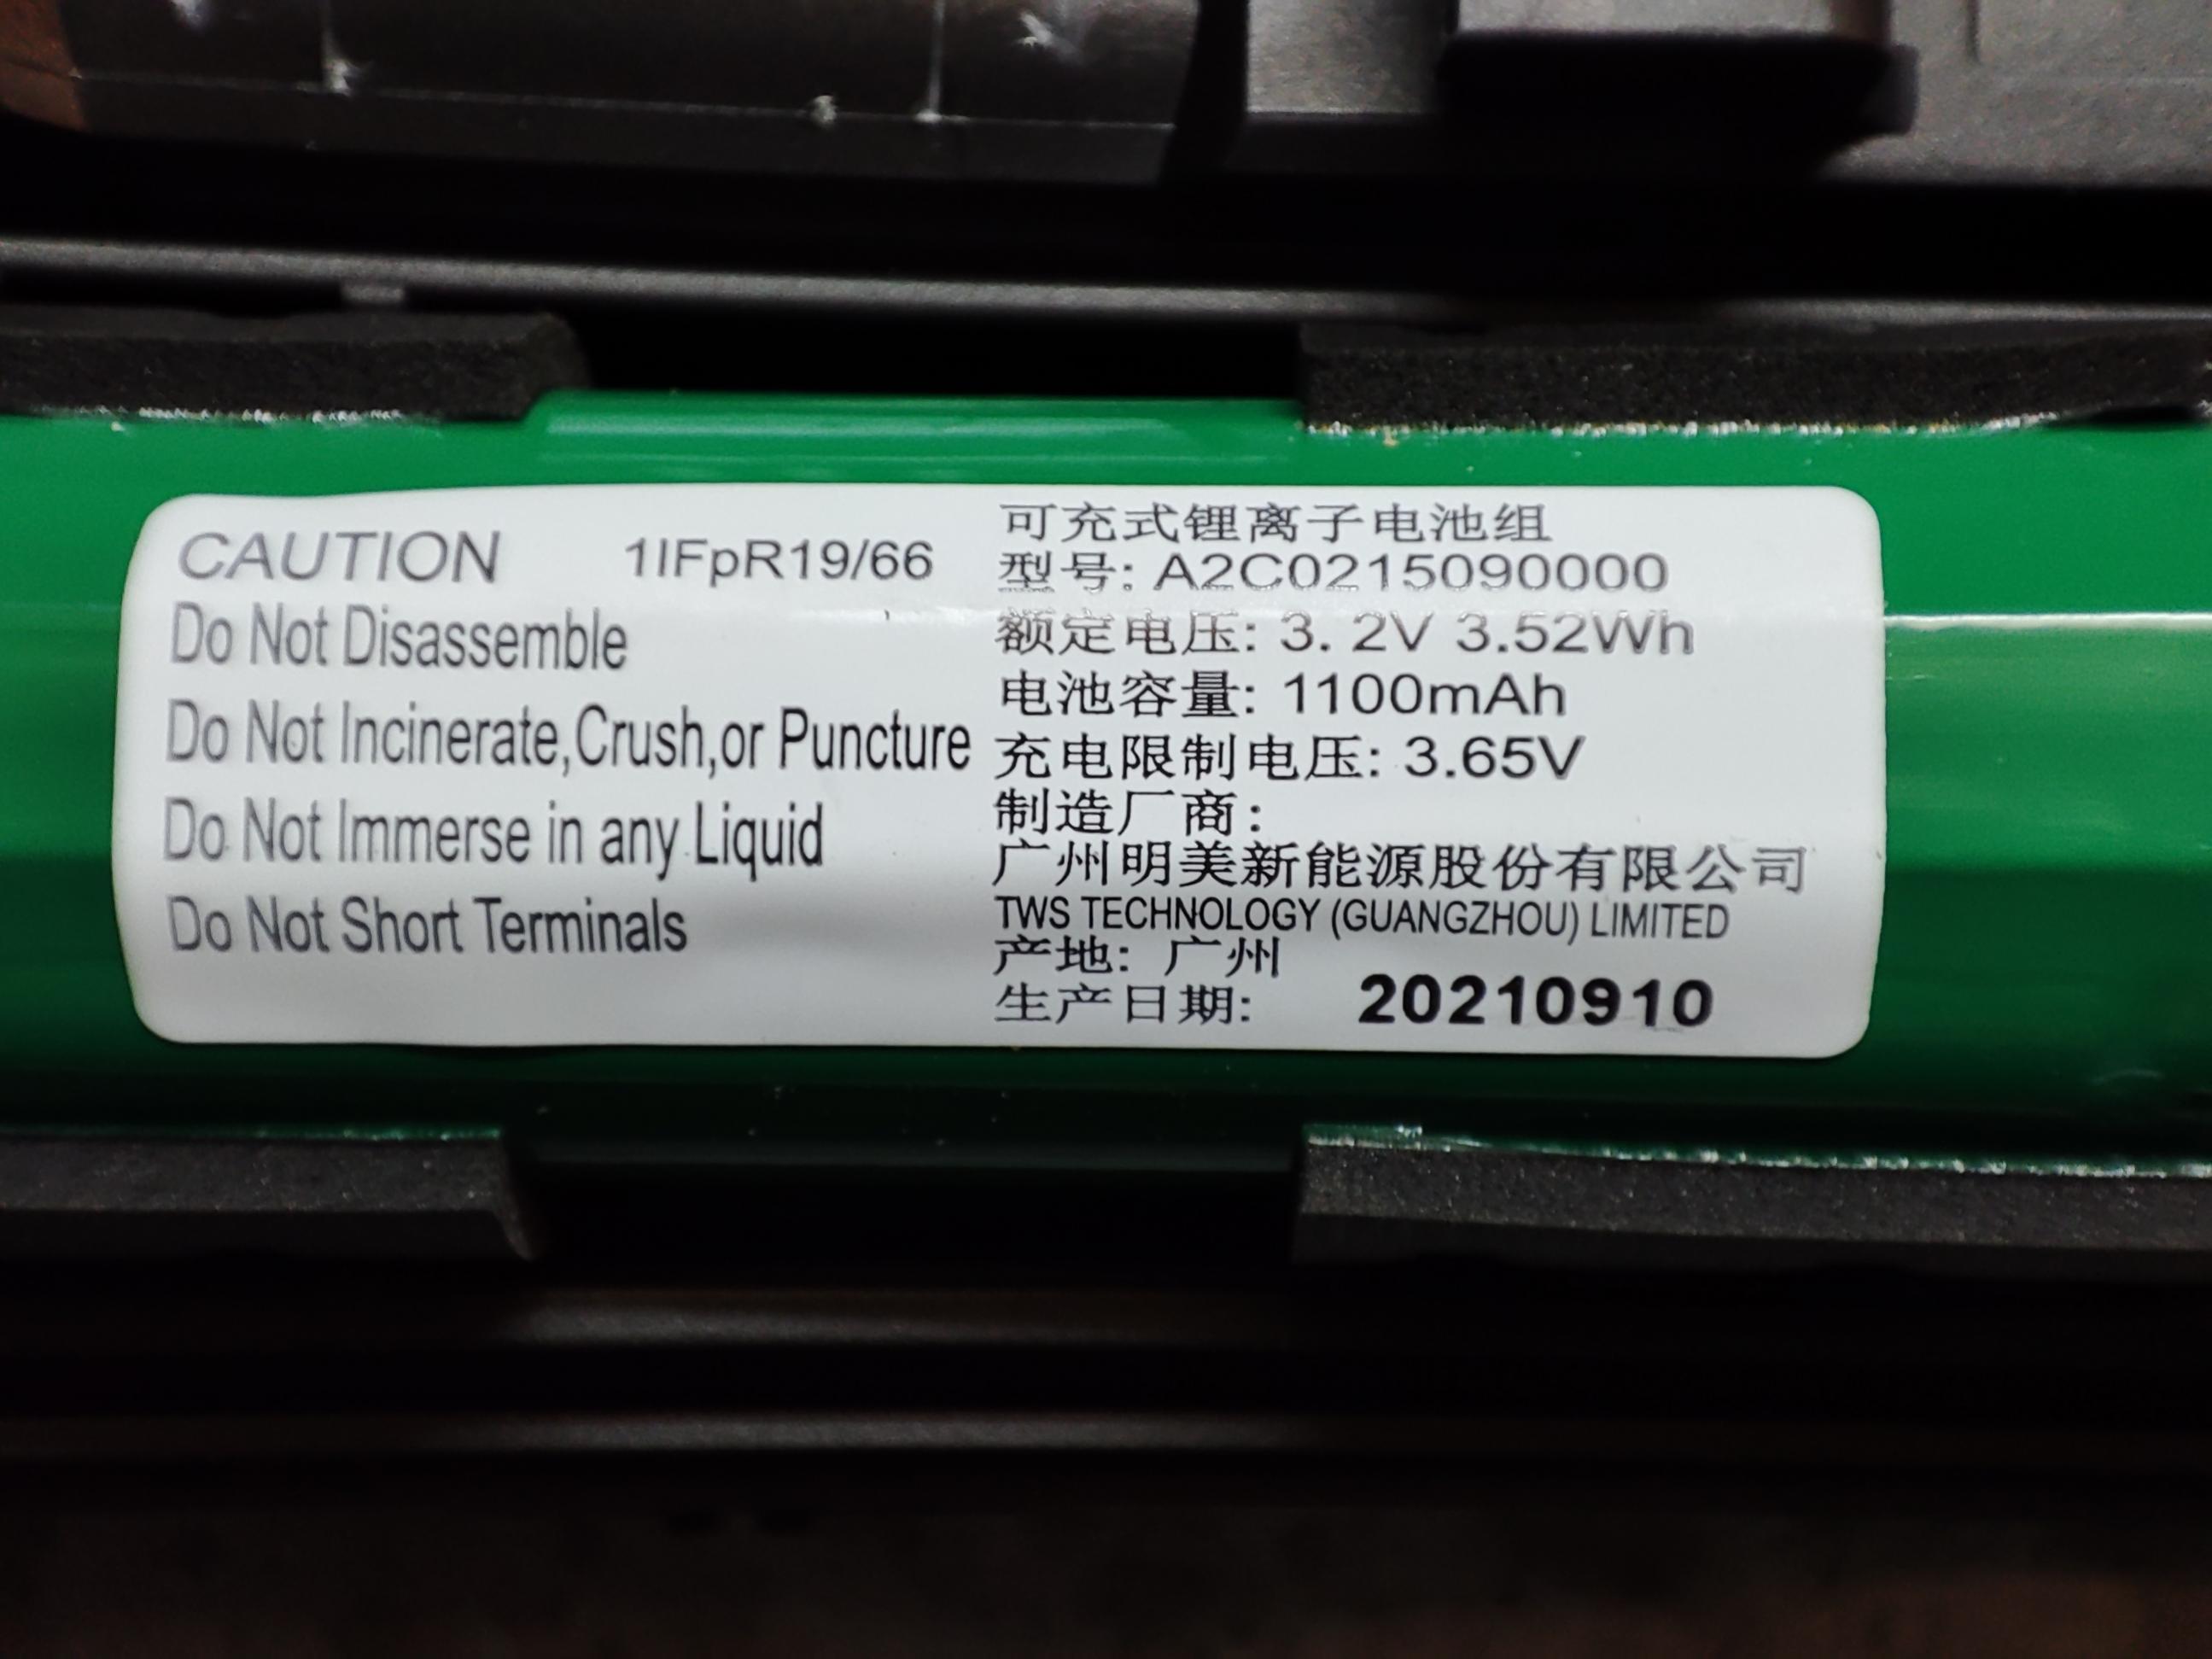 CAUTION 1IFpR19/66
Do Not Disassemble
Do Not Incinerate,Crush,or Puncture
Do Not Immerse in any Liquid
Do Not Short Terminals
可充式锂离子电池组
型号: A2C0215090000
额定电压: 3. 2V 3.52Wh
电池容量: 1100mAh
充电限制电压: 3.65V
制造厂商:
广州明美新能源股份有限公司
TWS TECHNOLOGY (GUANGZHOU) LIMITED
产地: 广州
生产日期: 20210910